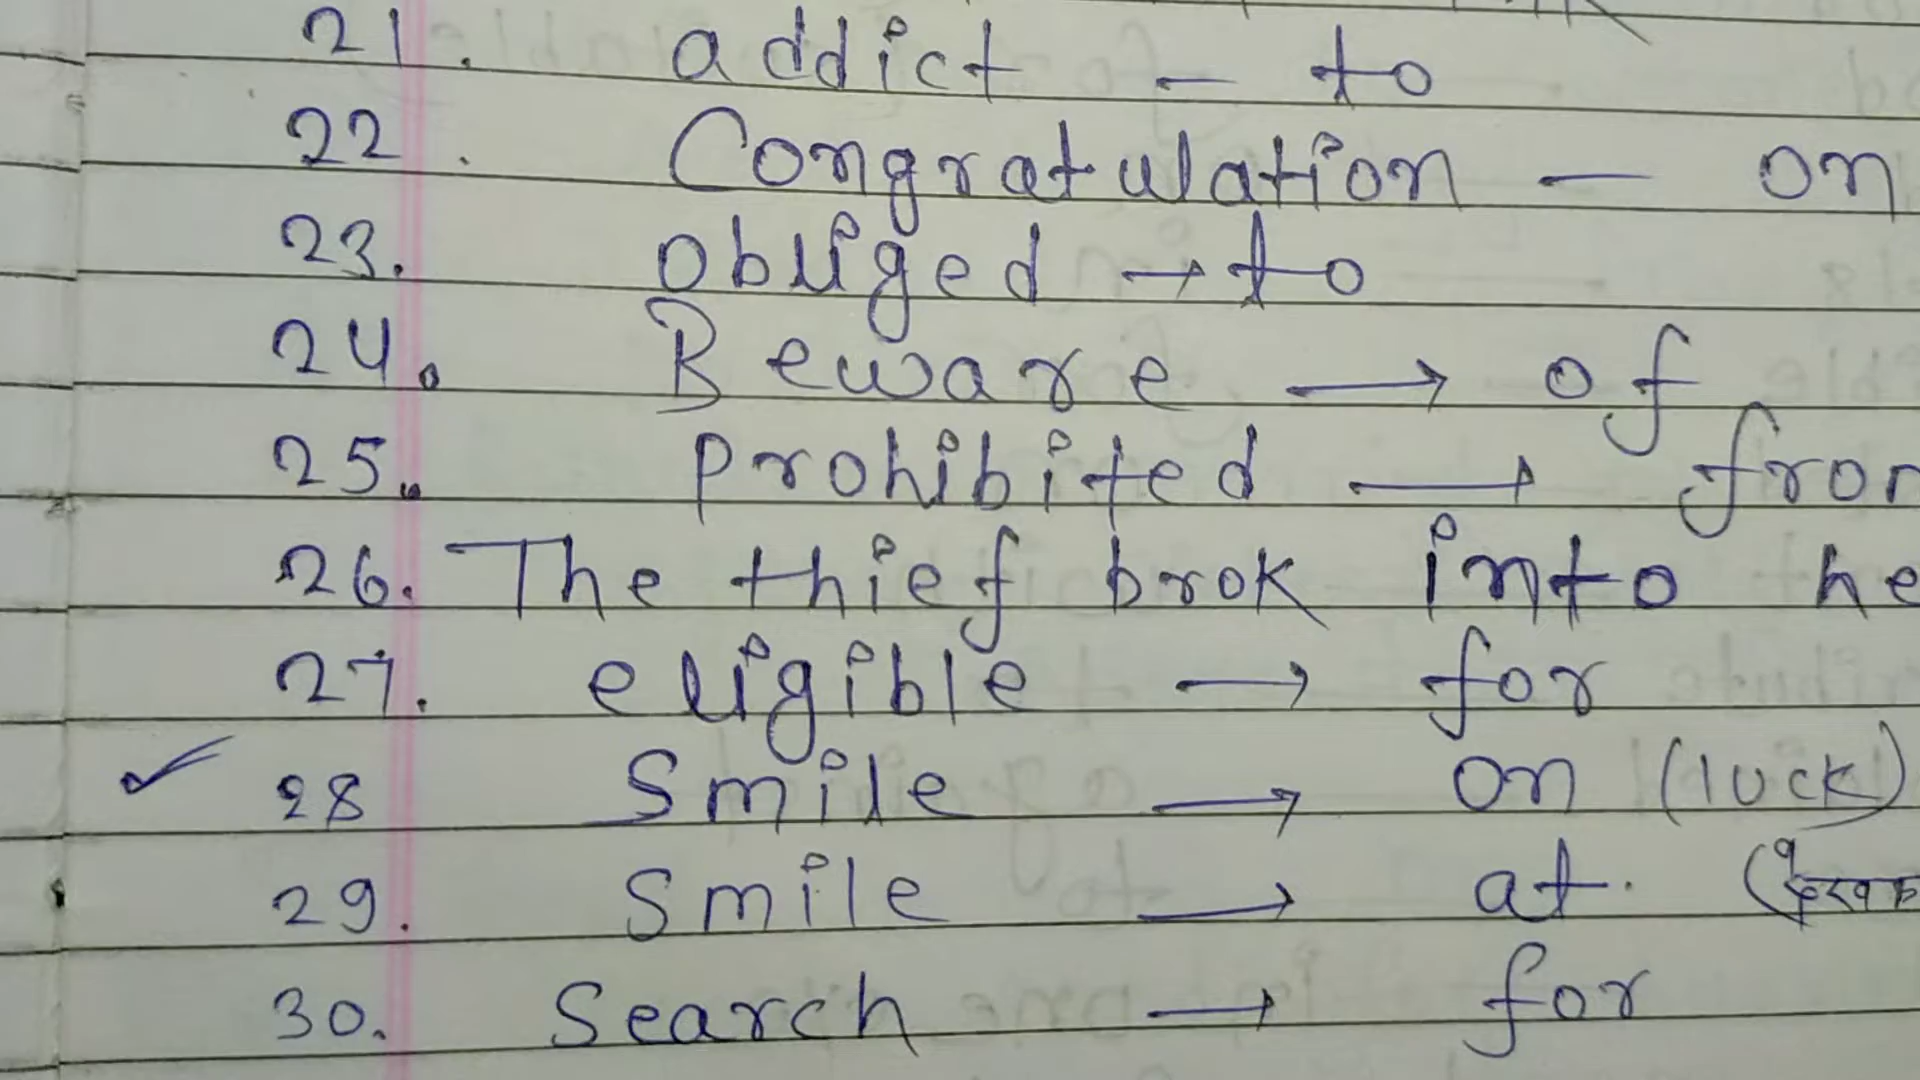 21. addict - to
22. Congratulation - on
23. obliged → to
24. Beware → of
25. Prohibited → from
26. The thief brok into he
27. eligible → for
✓ 28 Smile → on (luck)
29. Smile → at. (
30. Search → for